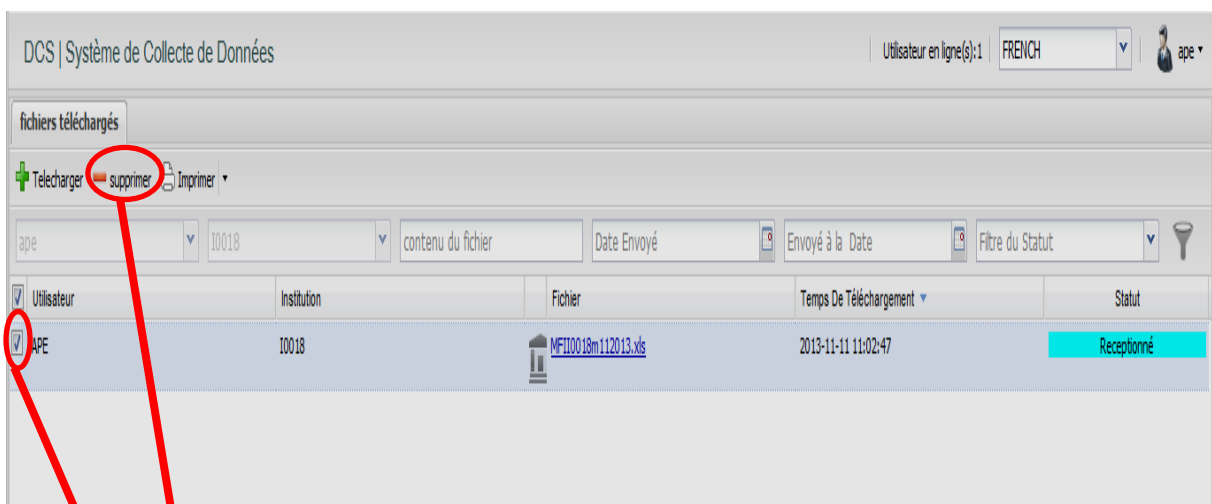 DCS | Système de Collecte de Données
Utilisateur en ligne(s):1 FRENCH ape
fichiers téléchargés
Telecharger supprimer Imprimer
ape I0018 contenu du fichier Date Envoyé Envoyé à la Date Filtre du Statut
Utilisateur Institution Fichier Temps De Téléchargement Statut
APE I0018 MFII0018m112013.xls 2013-11-11 11:02:47 Receptionné